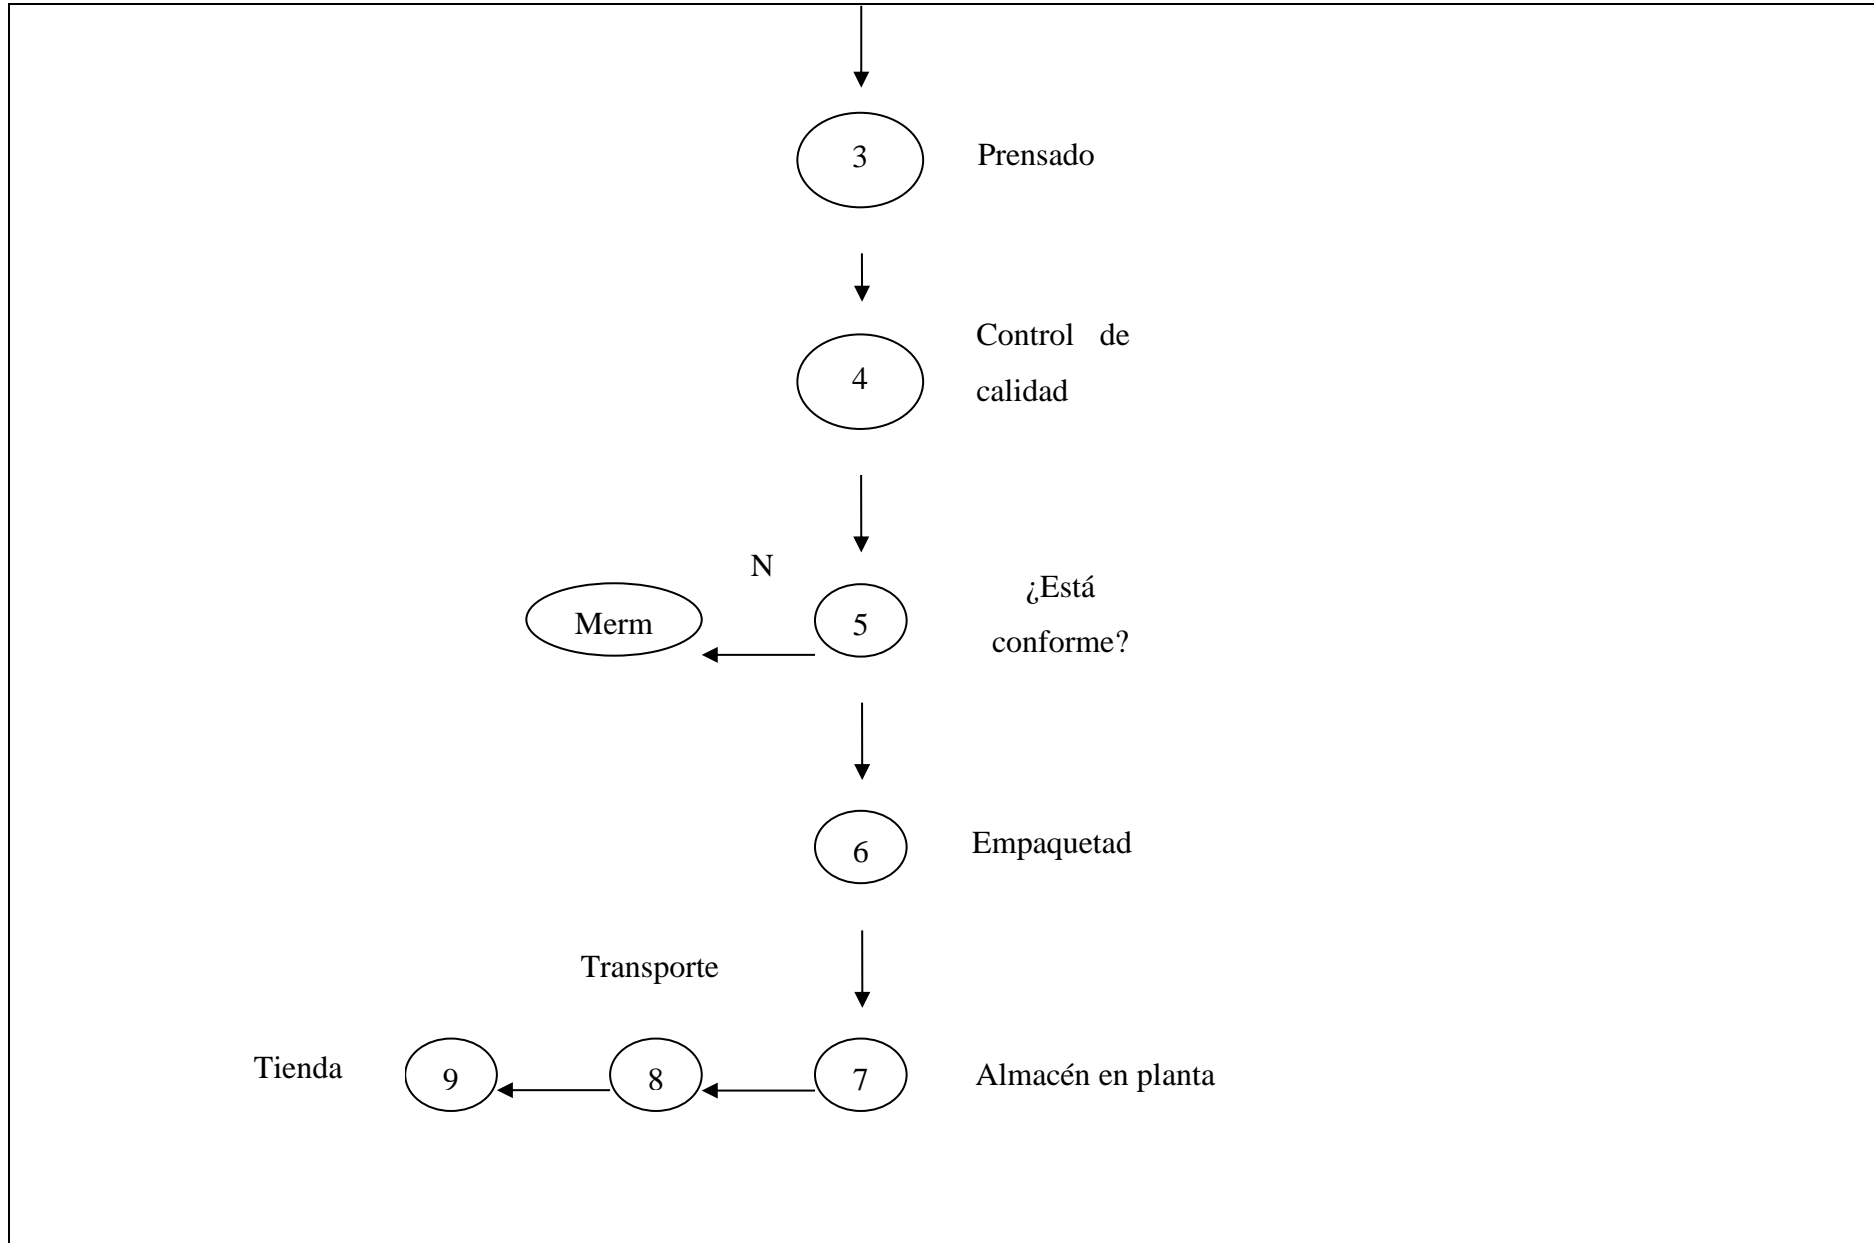 3 Prensado
Control de
4
calidad
N
¿Está
Merm 5
conforme?
6 Empaquetad
Transporte
Tienda 9 8 7 Almacén en planta